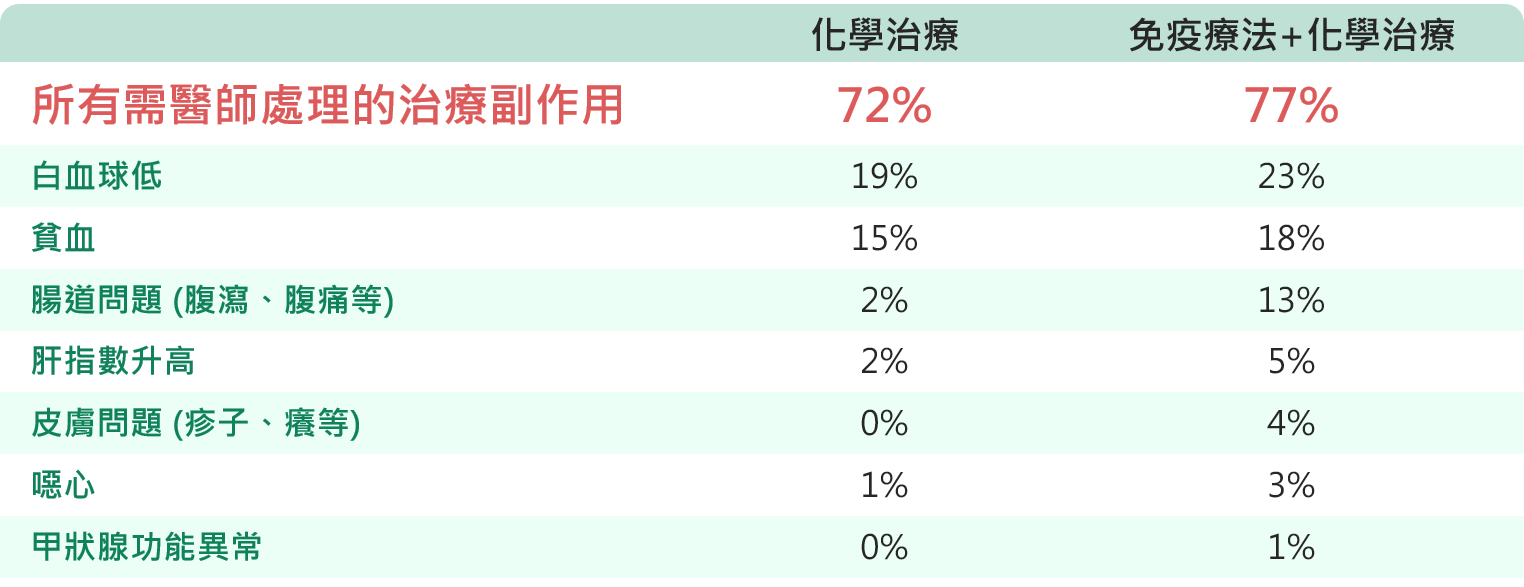 化學治療 免疫療法+化學治療
所有需醫師處理的治療副作用 72% 77%
白血球低 19% 23%
貧血 15% 18%
腸道問題 (腹瀉、腹痛等) 2% 13%
肝指數升高 2% 5%
皮膚問題 (疹子、癢等) 0% 4%
噁心 1% 3%
甲狀腺功能異常 0% 1%